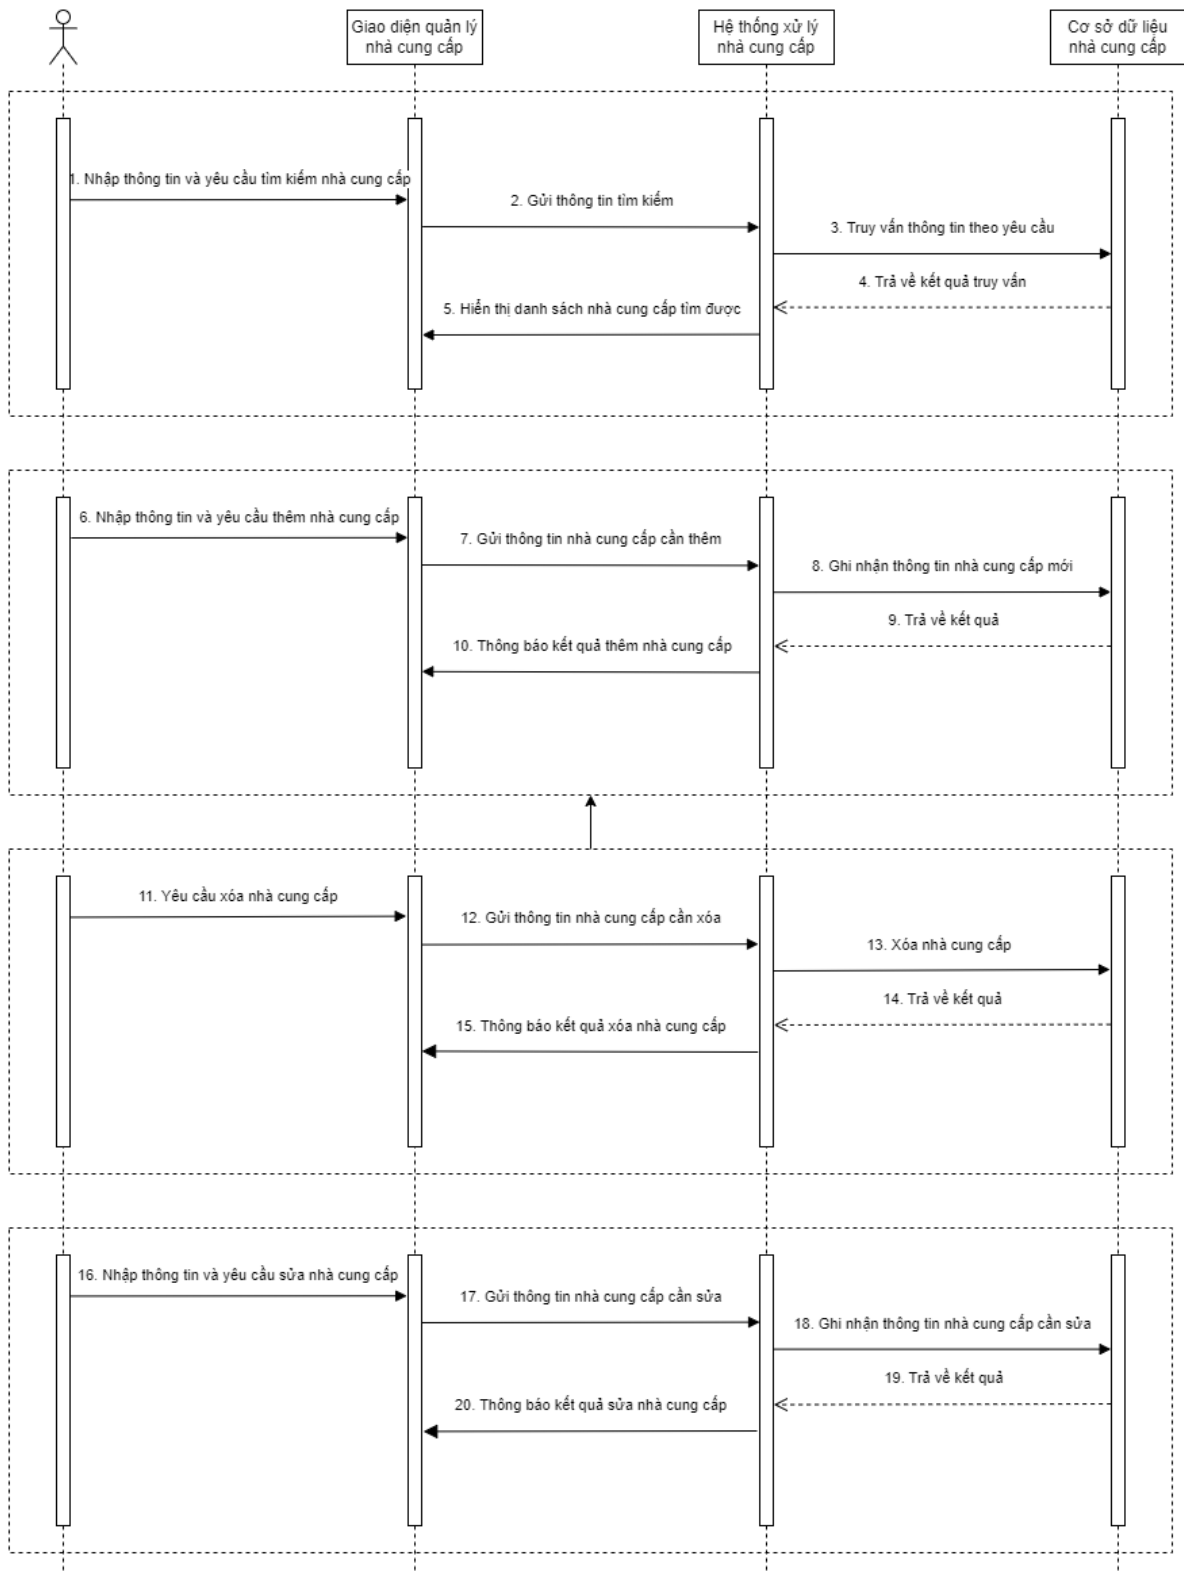 Giao diện quản lý
nhà cung cấp
Hệ thống xử lý
nhà cung cấp
Cơ sở dữ liệu
nhà cung cấp
1. Nhập thông tin và yêu cầu tìm kiếm nhà cung cấp
2. Gửi thông tin tìm kiếm
3. Truy vấn thông tin theo yêu cầu
4. Trả về kết quả truy vấn
5. Hiển thị danh sách nhà cung cấp tìm được
6. Nhập thông tin và yêu cầu thêm nhà cung cấp
7. Gửi thông tin nhà cung cấp cần thêm
8. Ghi nhận thông tin nhà cung cấp mới
9. Trả về kết quả
10. Thông báo kết quả thêm nhà cung cấp
11. Yêu cầu xóa nhà cung cấp
12. Gửi thông tin nhà cung cấp cần xóa
13. Xóa nhà cung cấp
14. Trả về kết quả
15. Thông báo kết quả xóa nhà cung cấp
16. Nhập thông tin và yêu cầu sửa nhà cung cấp
17. Gửi thông tin nhà cung cấp cần sửa
18. Ghi nhận thông tin nhà cung cấp cần sửa
19. Trả về kết quả
20. Thông báo kết quả sửa nhà cung cấp